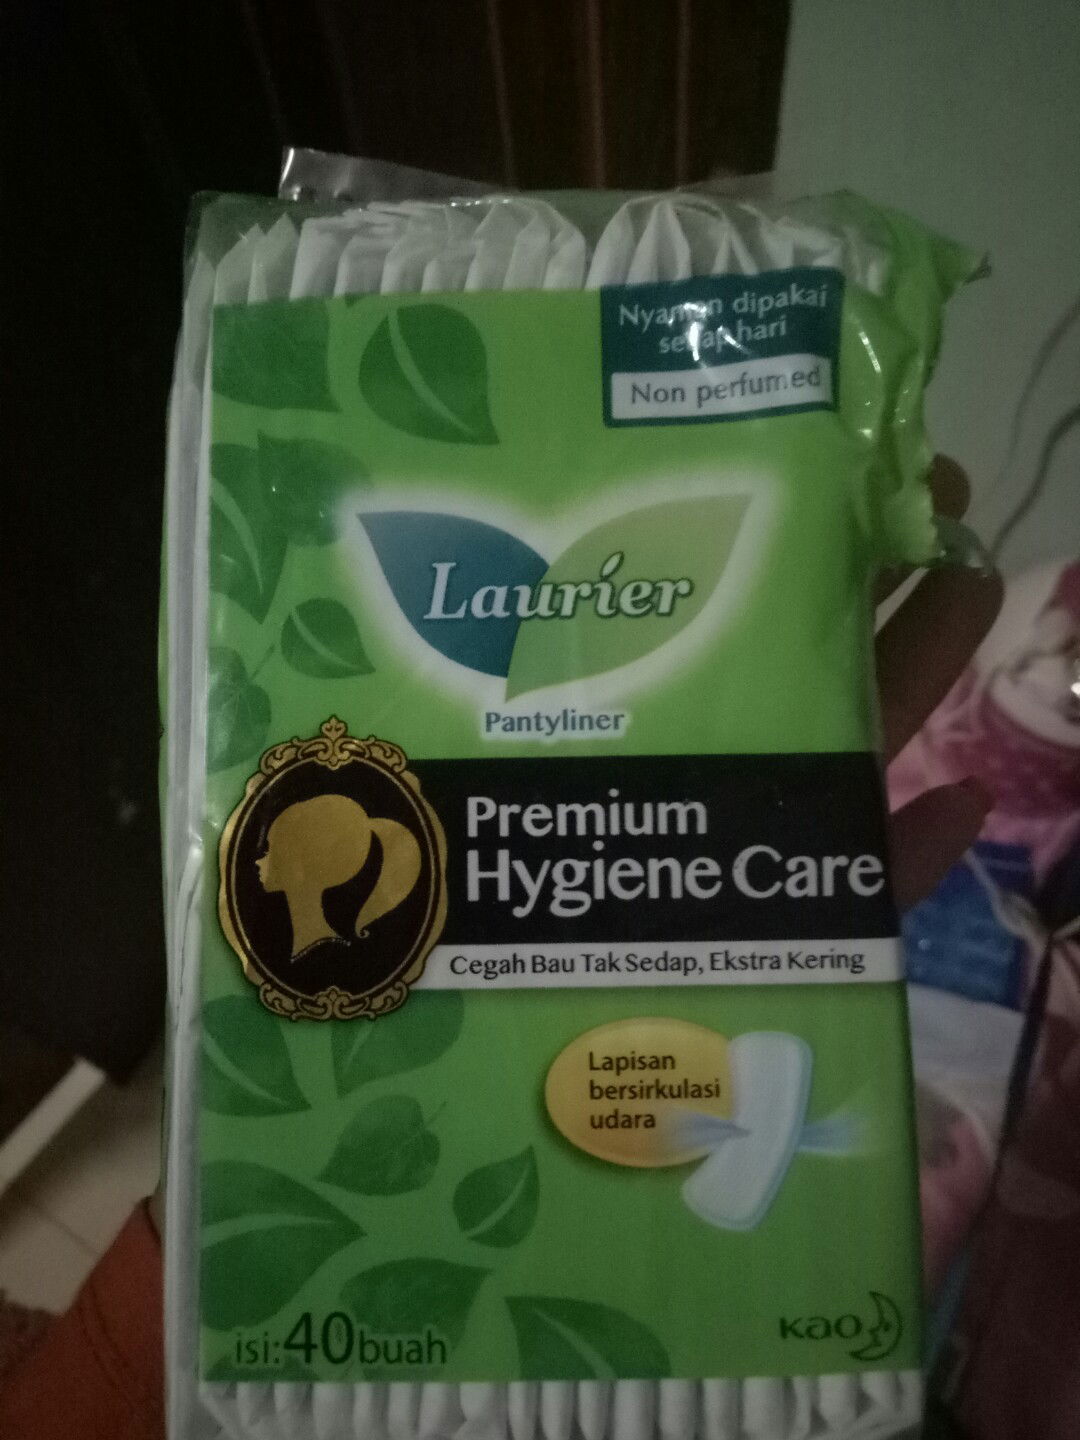 Nyaman dipakai
setiap hari
Non perfumed
Laurier
Pantyliner
Premium
Hygiene Care
Cegah Bau Tak Sedap, Ekstra Kering
Lapisan
bersirkulasi
udara
isi:40buah
Kao